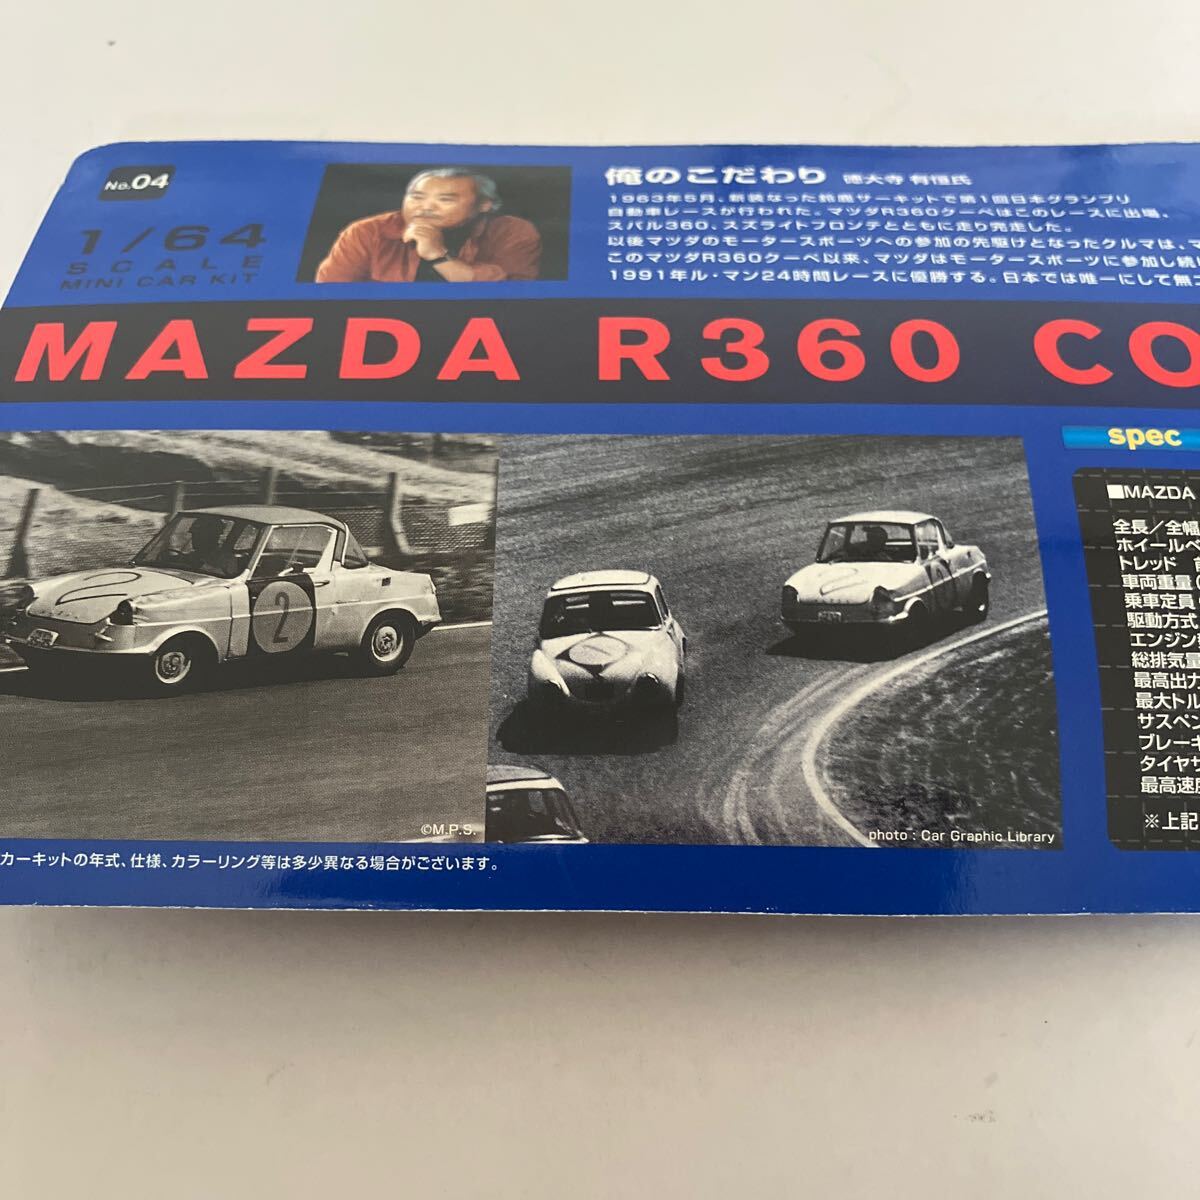 No.04
1/64
SCALE
MINI CAR KIT
俺のこだわり 徳大寺 有恒氏
1963年5月、新装なった鈴鹿サーキットで第1回日本グランプリ
自動車レースが行われた。マツダR360クーペはこのレースに出場、
スバル360、スズライトフロンテとともに走り完走した。
以後マツダのモータースポーツへの参加の先駆けとなったクルマは、
このマツダR360クーペ以来、マツダはモータースポーツに参加し続
1991年ル・マン24時間レースに優勝する。日本では唯一にして無
MAZDA R360 CO
spec
■MAZDA
全長／全幅
ホイールベ
トレッド 前
車両重量(
乗車定員
駆動方式
エンジン
総排気量
最高出力
最大トル
サスペン
ブレーキ
タイヤサ
最高速度
※上記
2
2
©M.P.S.
photo : Car Graphic Library
カーキットの年式、仕様、カラーリング等は多少異なる場合がございます。